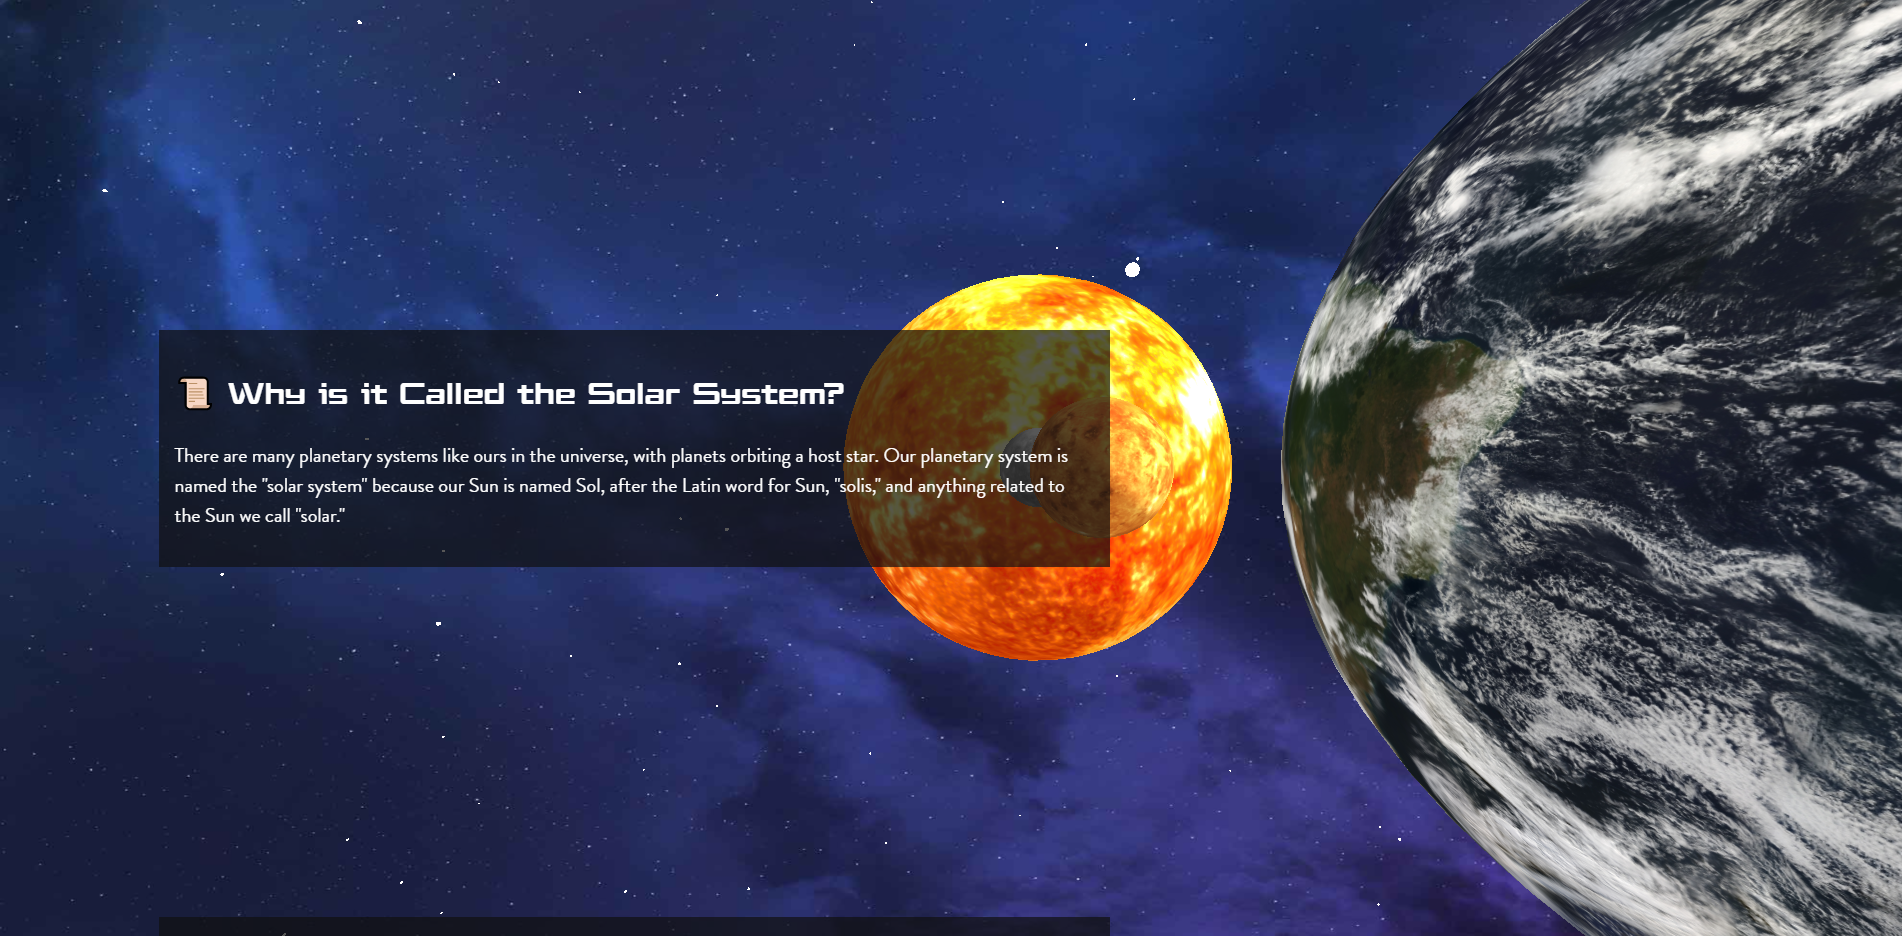 Why is it Called the Solar System?
There are many planetary systems like ours in the universe, with planets orbiting a host star. Our planetary system is
named the "solar system" because our Sun is named Sol, after the Latin word for Sun, "solis," and anything related to
the Sun we call "solar."